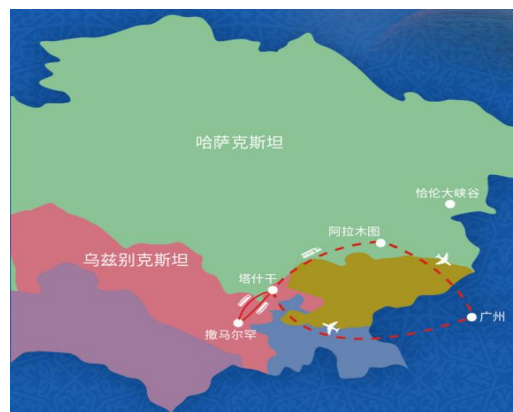 哈萨克斯坦
恰伦大峡谷
阿拉木图
乌兹别克斯坦
塔什干
广州
撒马尔罕